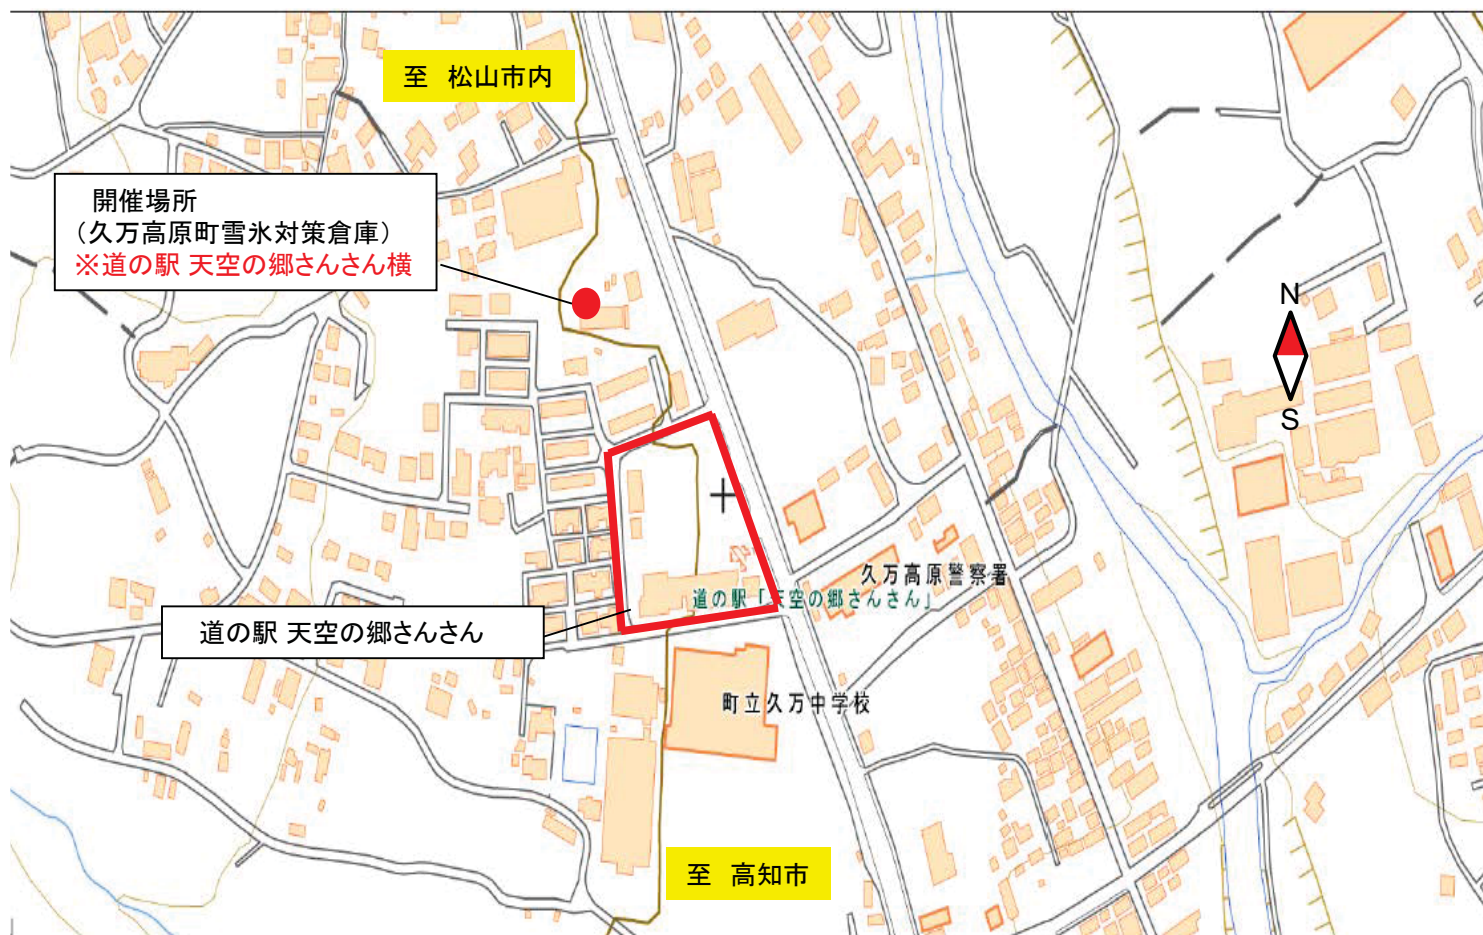 至 松山市内
開催場所
（久万高原町雪氷対策倉庫）
※道の駅 天空の郷さんさん横
N
S
久万高原警察署
道の駅「天空の郷さんさん」
道の駅 天空の郷さんさん
町立久万中学校
至 高知市